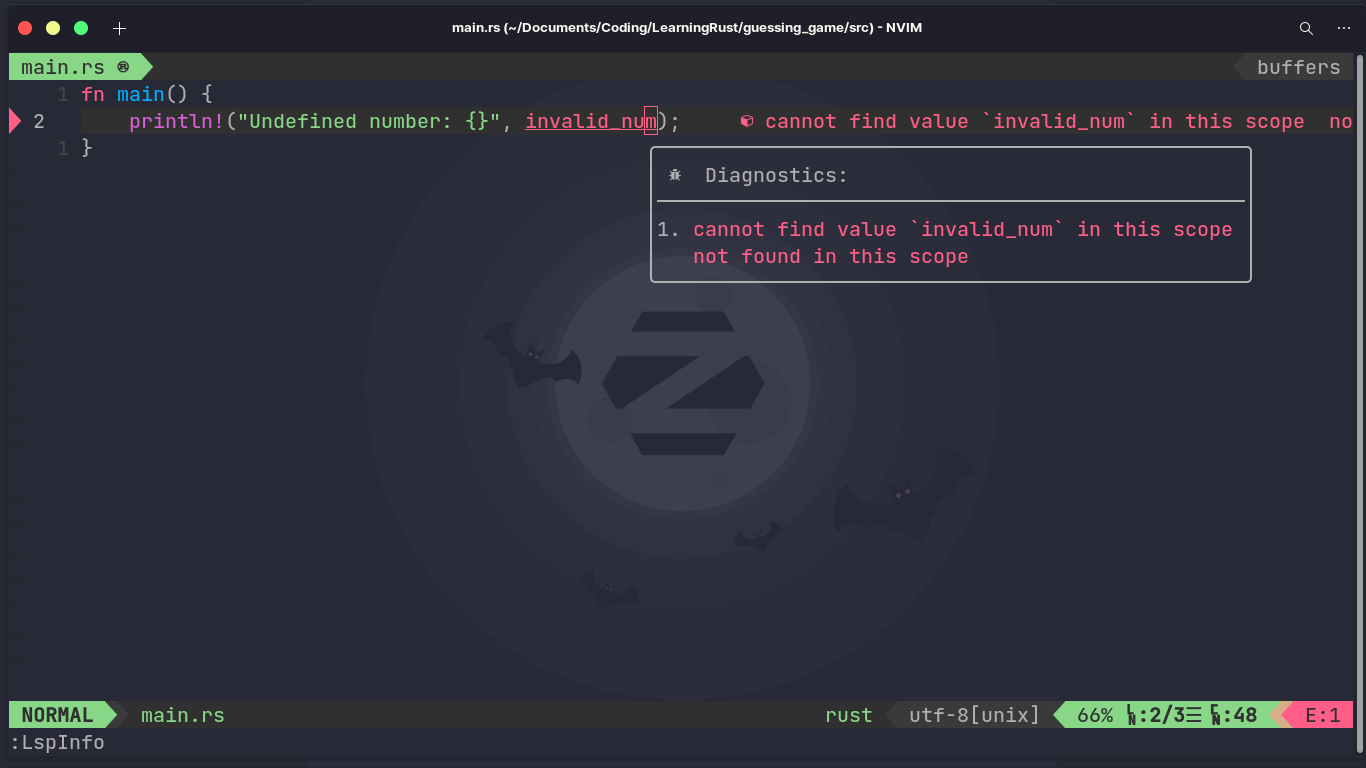 main.rs (~/Documents/Coding/LearningRust/guessing_game/src) - NVIM
main.rs buffers
1 fn main() {
2 println!("Undefined number: {}", invalid_num); cannot find value `invalid_num` in this scope no
1 }
Diagnostics:
1. cannot find value `invalid_num` in this scope
not found in this scope
NORMAL main.rs rust utf-8[unix] 66% LN:2/3☰ CN:48 E:1
:LspInfo